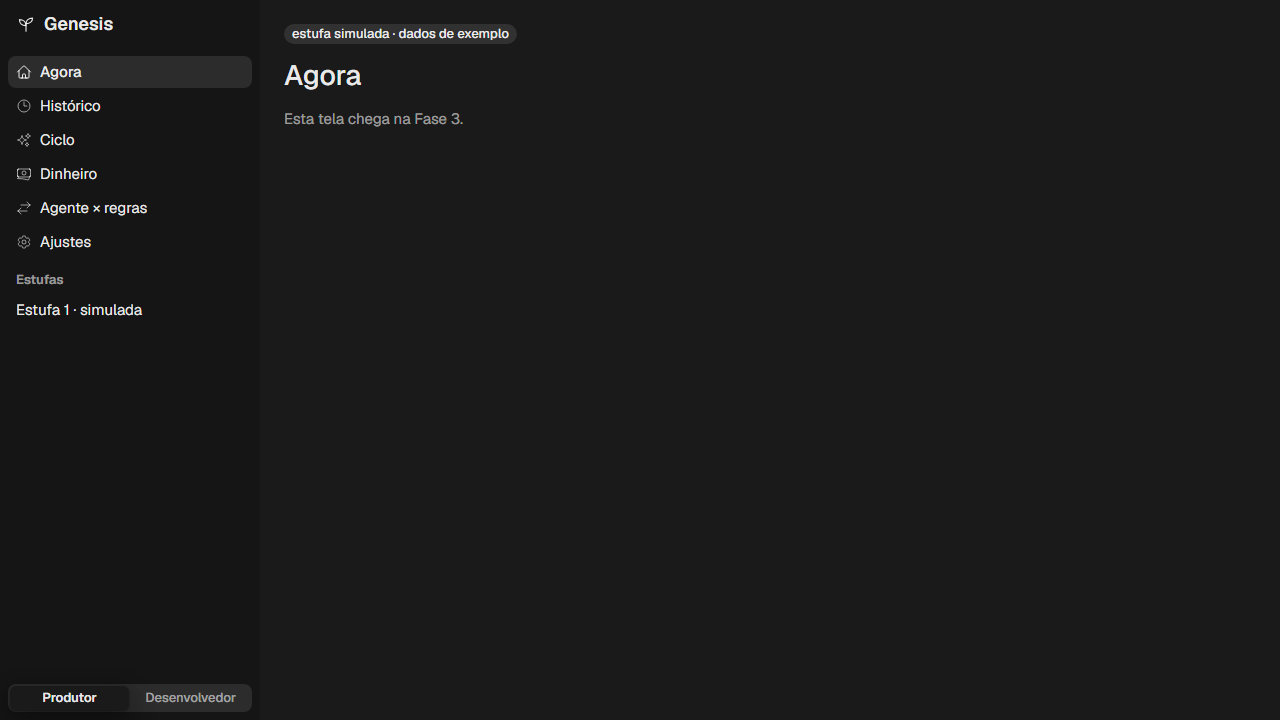 Genesis
Agora
Histórico
Ciclo
Dinheiro
Agente × regras
Ajustes
Estufas
Estufa 1 · simulada
Produtor
Desenvolvedor
estufa simulada · dados de exemplo
Agora
Esta tela chega na Fase 3.